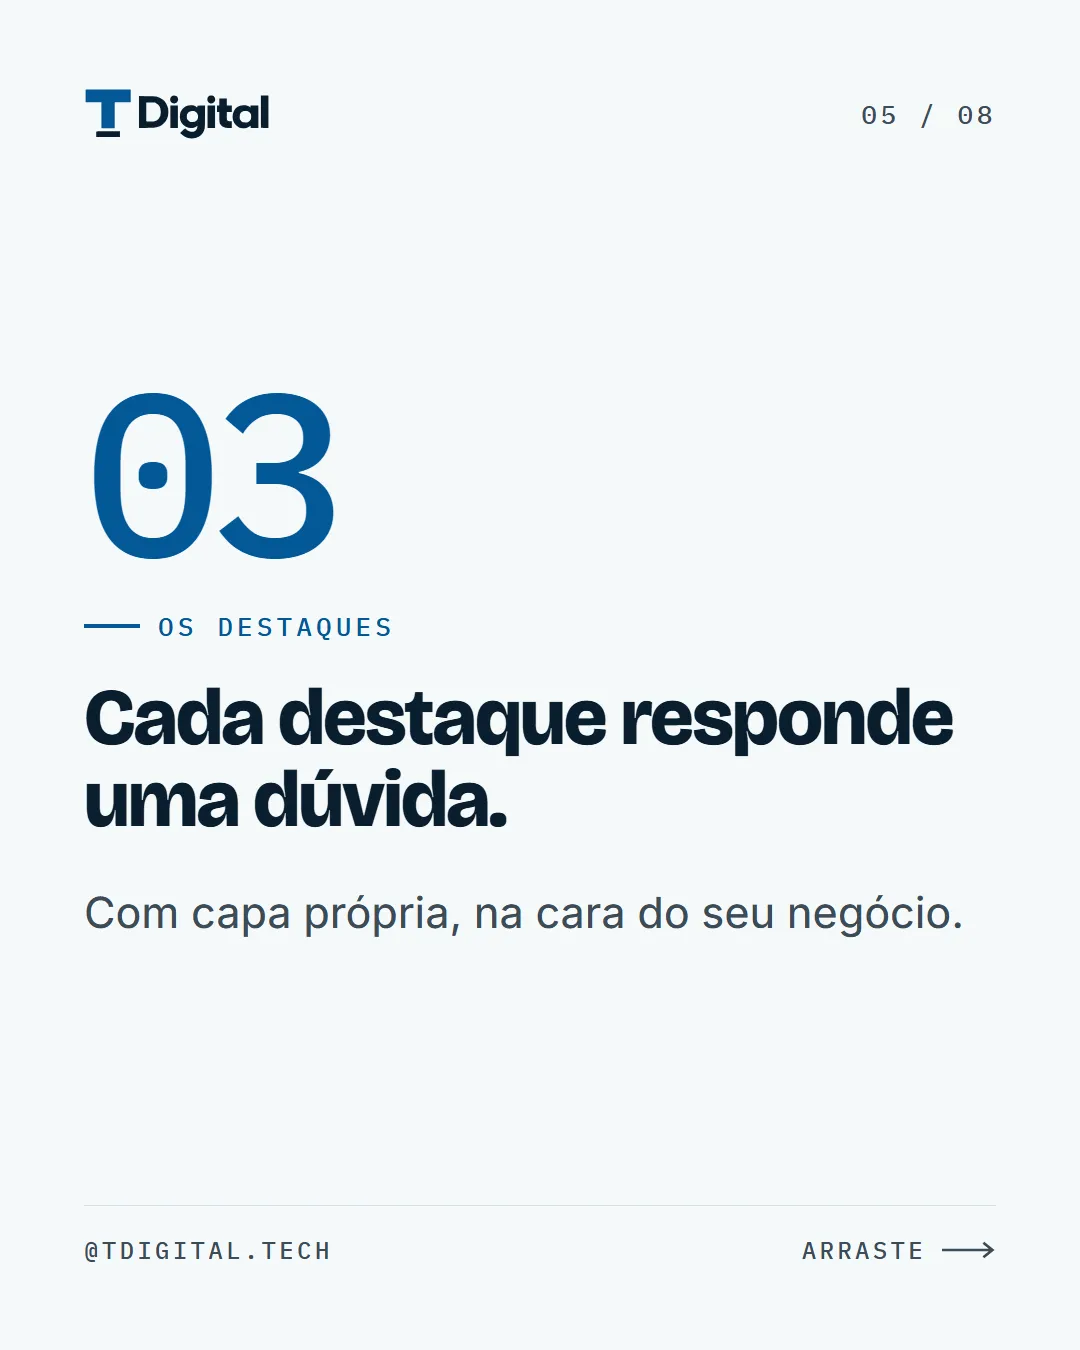 TDigital
05 / 08
03
OS DESTAQUES
Cada destaque responde
uma dúvida.
Com capa própria, na cara do seu negócio.
@TDIGITAL.TECH
ARRASTE